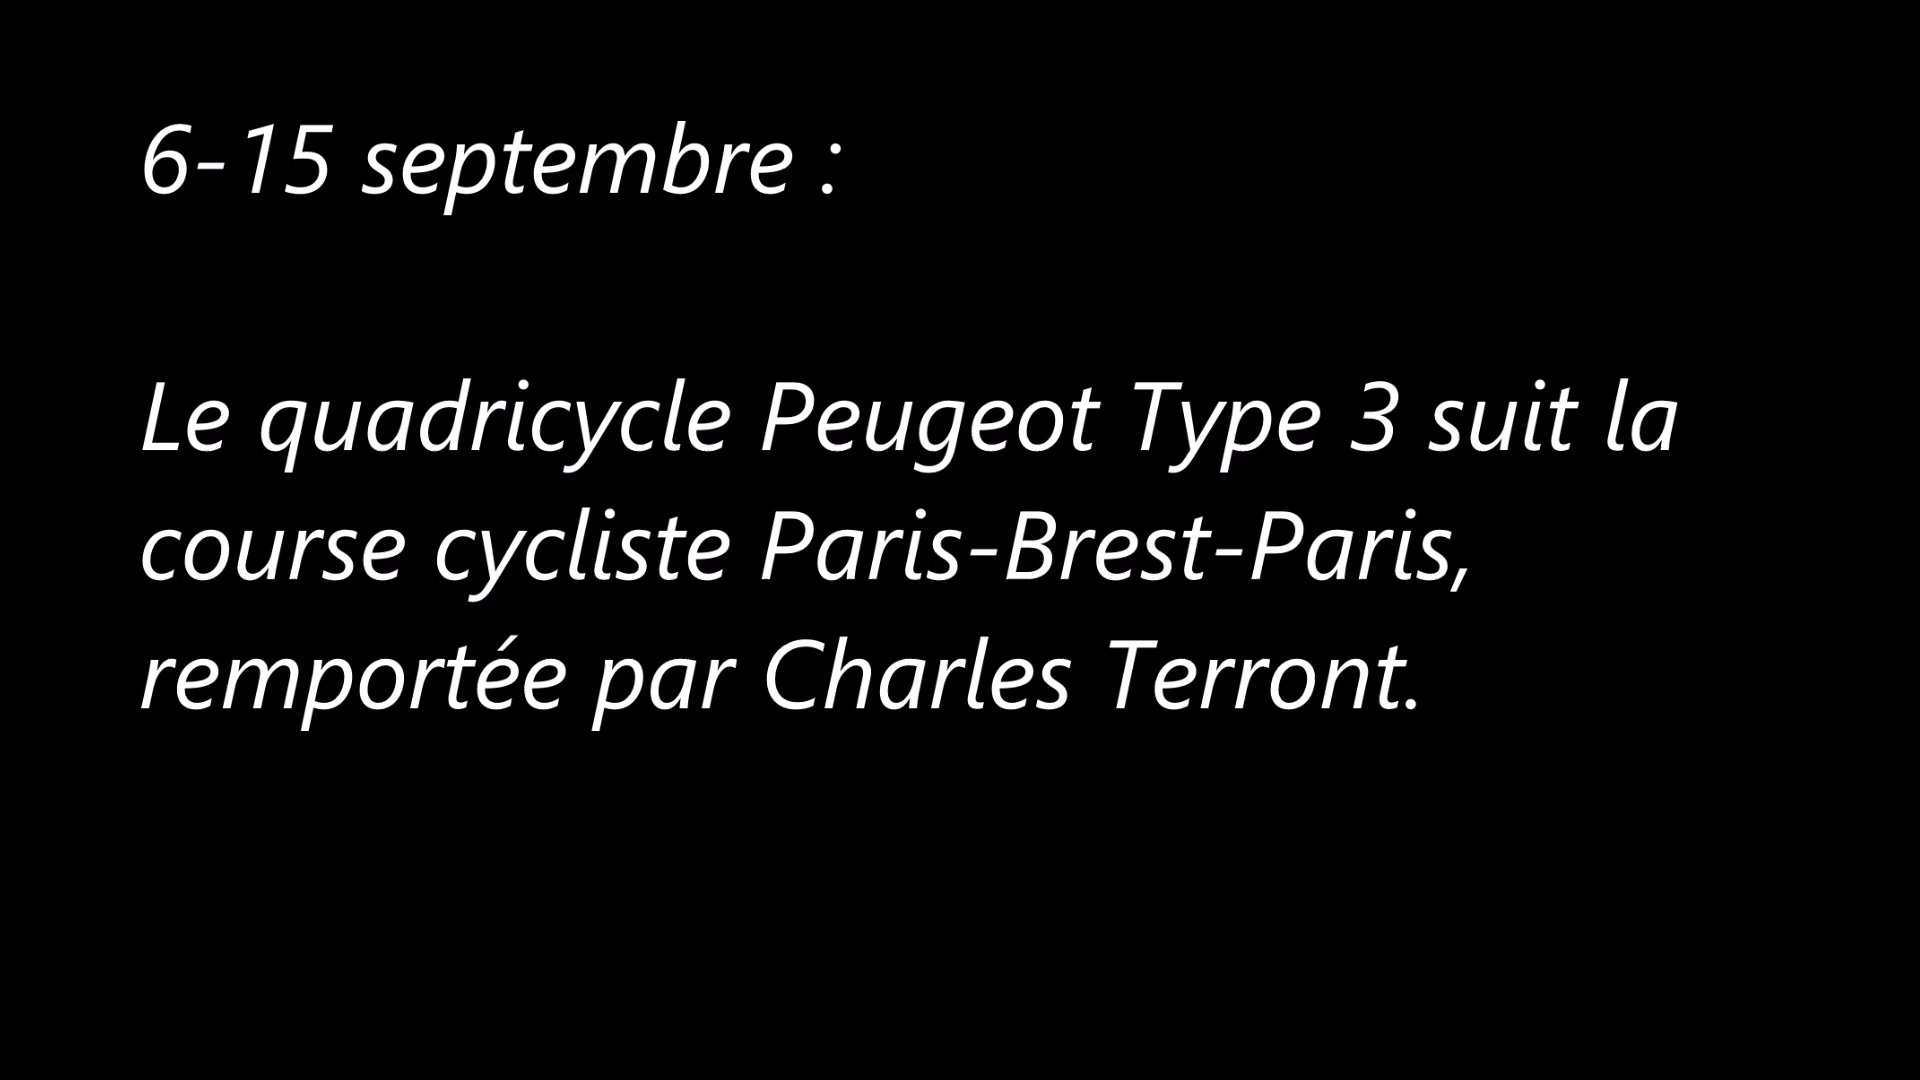 6-15 septembre :
Le quadricycle Peugeot Type 3 suit la
course cycliste Paris-Brest-Paris,
remportée par Charles Terront.